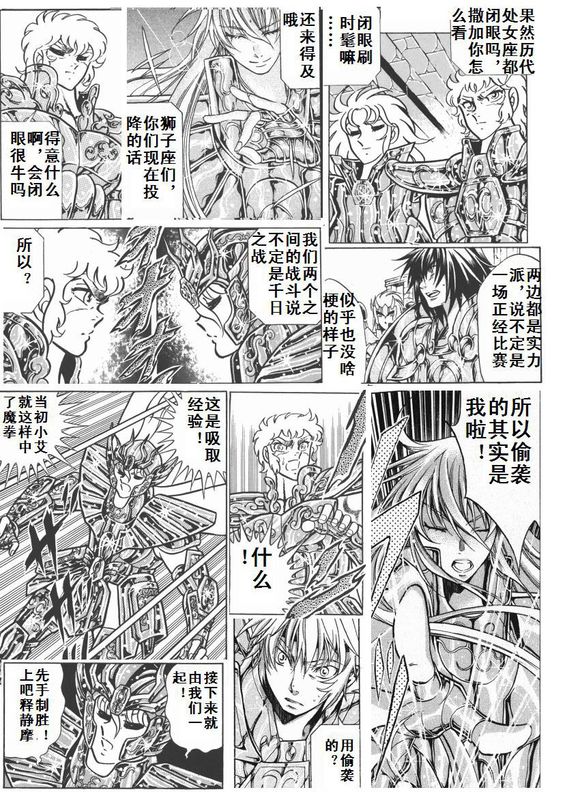 果然历代
处女座都
闭眼吗,
撒加你怎
么看
闭眼刷
时髦嘛
……
还来得及
哦
狮子座们,
你们现在投
降的话
得意什么
啊,会闭
眼很牛吗
两边都是实力
派,说不定是
一场正经比赛
似乎也没啥
梗的样子
我们两个之
间的战斗说
不定是千日
之战
所以?
所以偷袭
的其实是
我啦!
什么
!
这是吸取
经验!
当初小艾
就这样中
了魔拳
用偷袭
的?
接下来就
由我们一
起!
先手制胜!
上吧释静摩